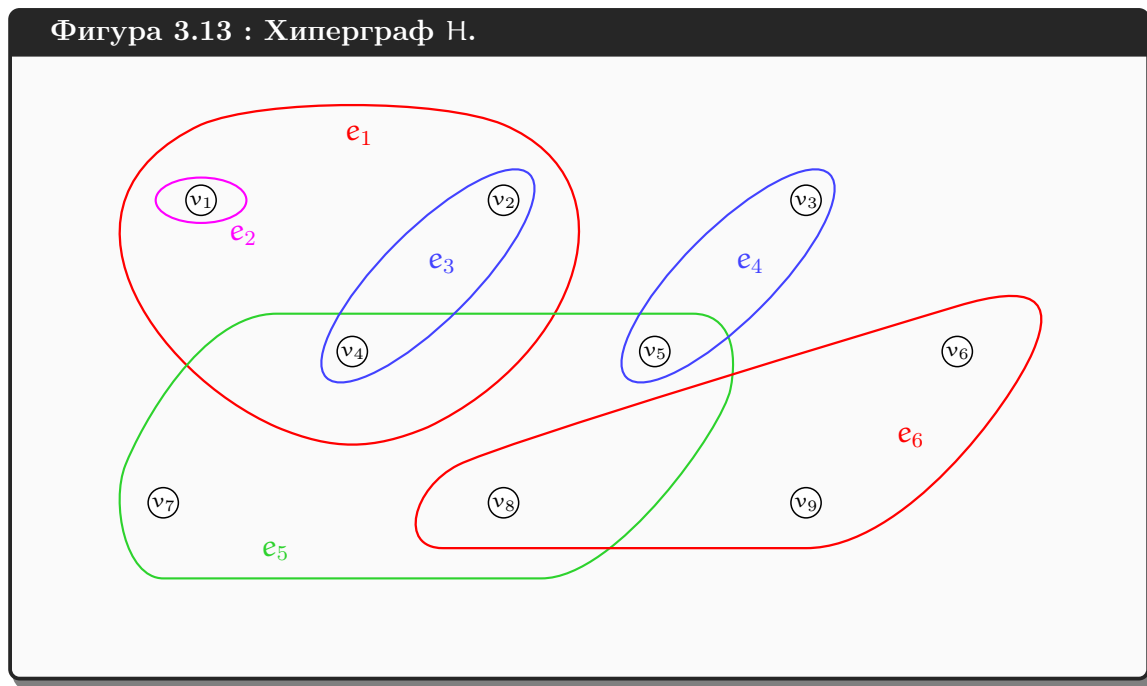 Фигура 3.13 : Хиперграф H.
e₁
v₁ v₂ v₃
e₂
e₃ e₄
v₄ v₅ v₆
e₆
v₇ v₈ v₉
e₅